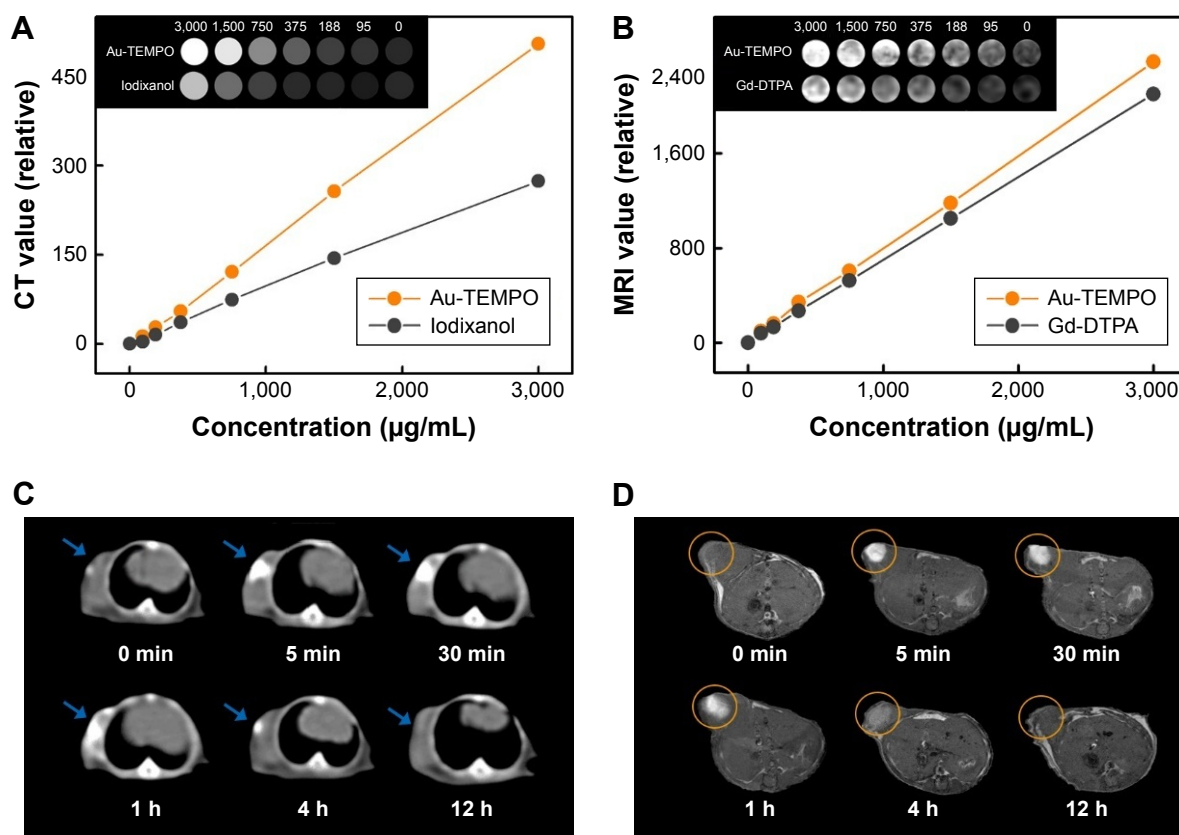 A
3,000 1,500 750 375 188 95 0
Au-TEMPO
Iodixanol
450
300
150
0
CT value (relative)
Au-TEMPO
Iodixanol
0 1,000 2,000 3,000
Concentration (µg/mL)
B
3,000 1,500 750 375 188 95 0
Au-TEMPO
Gd-DTPA
2,400
1,600
800
0
MRI value (relative)
Au-TEMPO
Gd-DTPA
0 1,000 2,000 3,000
Concentration (µg/mL)
C
0 min 5 min 30 min
1 h 4 h 12 h
D
0 min 5 min 30 min
1 h 4 h 12 h